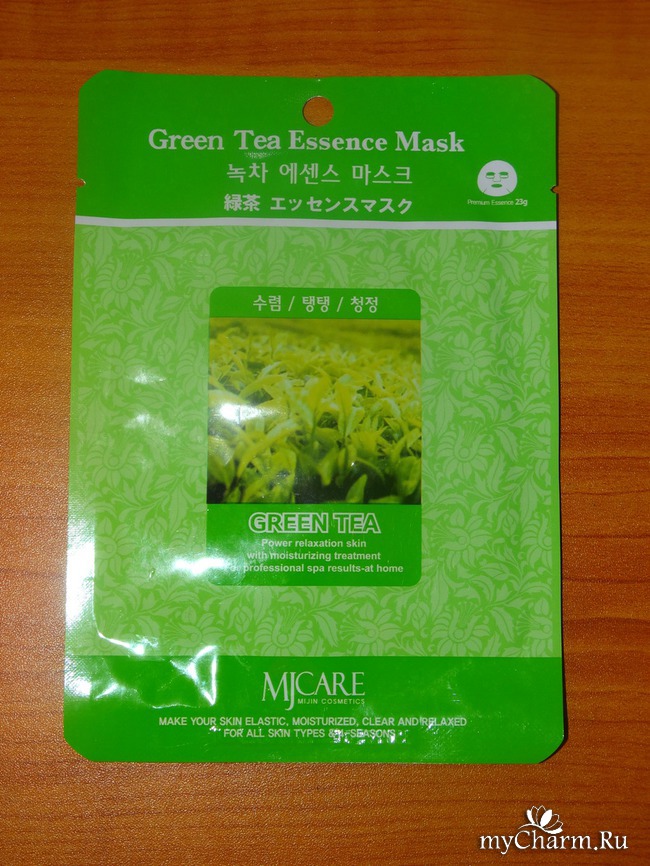 Green Tea Essence Mask
녹차 에센스 마스크
緑茶 エッセンスマスク
Premium Essence 23g
수렴 / 탱탱 / 청정
GREEN TEA
Power relaxation skin
with moisturizing treatment
For professional spa results-at home
MJCARE
MIJIN COSMETICS
MAKE YOUR SKIN ELASTIC, MOISTURIZED, CLEAR AND RELAXED
FOR ALL SKIN TYPES & 4-SEASONS
myCharm.Ru